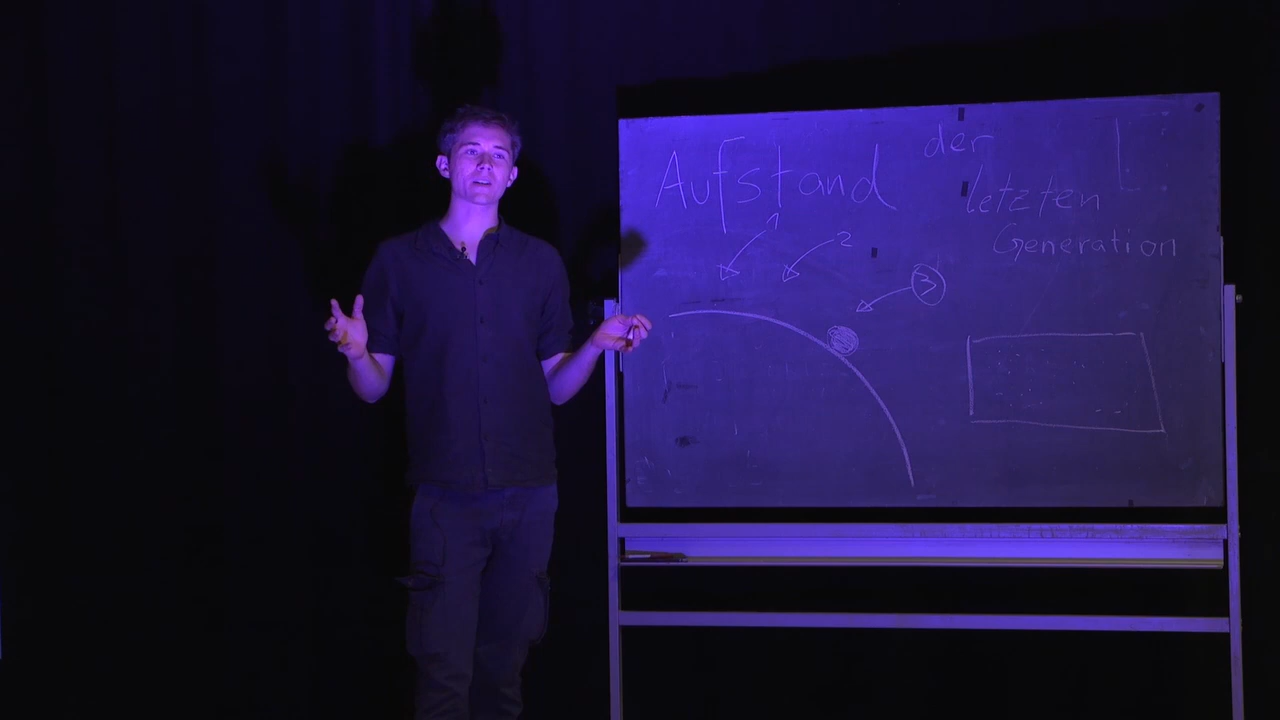 Aufstand der
letzten
Generation
1
2
3